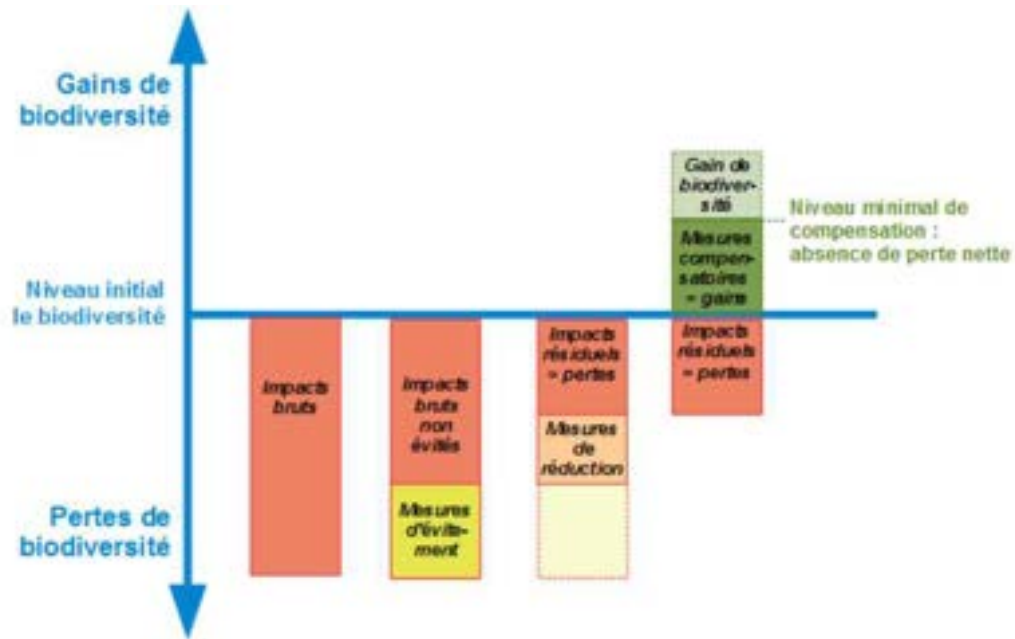 Gains de
biodiversité
Gain de
biodiver-
sité
Niveau minimal de
compensation :
absence de perte nette
Mesures
compen-
satoires
= gains
Niveau initial
le biodiversité
Impacts
bruts
Impacts
bruts
non
évités
Mesures
d'évite-
ment
Impacts
résiduels
= pertes
Mesures
de
réduction
Impacts
résiduels
= pertes
Pertes de
biodiversité